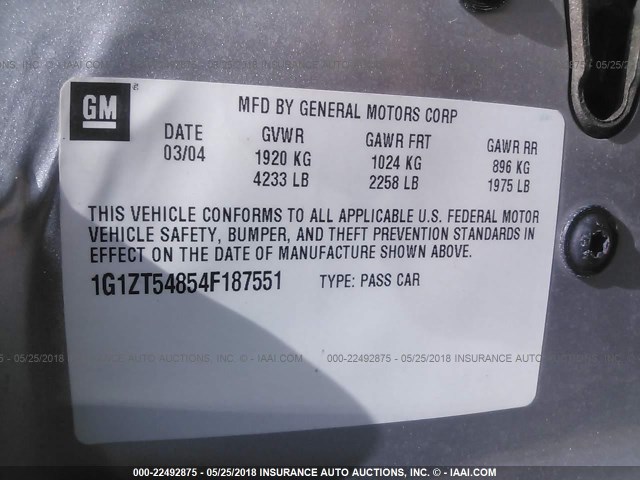 GM
MFD BY GENERAL MOTORS CORP
DATE GVWR GAWR FRT GAWR RR
03/04 1920 KG 1024 KG 896 KG
4233 LB 2258 LB 1975 LB
THIS VEHICLE CONFORMS TO ALL APPLICABLE U.S. FEDERAL MOTOR
VEHICLE SAFETY, BUMPER, AND THEFT PREVENTION STANDARDS IN
EFFECT ON THE DATE OF MANUFACTURE SHOWN ABOVE.
1G1ZT54854F187551 TYPE: PASS CAR
000-22492875 - 05/25/2018 INSURANCE AUTO AUCTIONS - © IAAI.COM